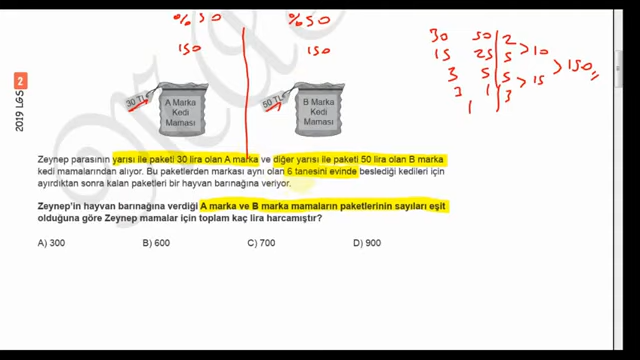 %50 %50
150 150
30 50 2
15 25 5 > 10
3 5 5 > 15 > 150
3 1 3
1
2
2019 LGS
30 TL
A Marka
Kedi
Maması
50 TL
B Marka
Kedi
Maması
Zeynep parasının yarısı ile paketi 30 lira olan A marka ve diğer yarısı ile paketi 50 lira olan B marka
kedi mamalarından alıyor. Bu paketlerden markası aynı olan 6 tanesini evinde beslediği kedileri için
ayırdıktan sonra kalan paketleri bir hayvan barınağına veriyor.
Zeynep'in hayvan barınağına verdiği A marka ve B marka mamaların paketlerinin sayıları eşit
olduğuna göre Zeynep mamalar için toplam kaç lira harcamıştır?
A) 300 B) 600 C) 700 D) 900